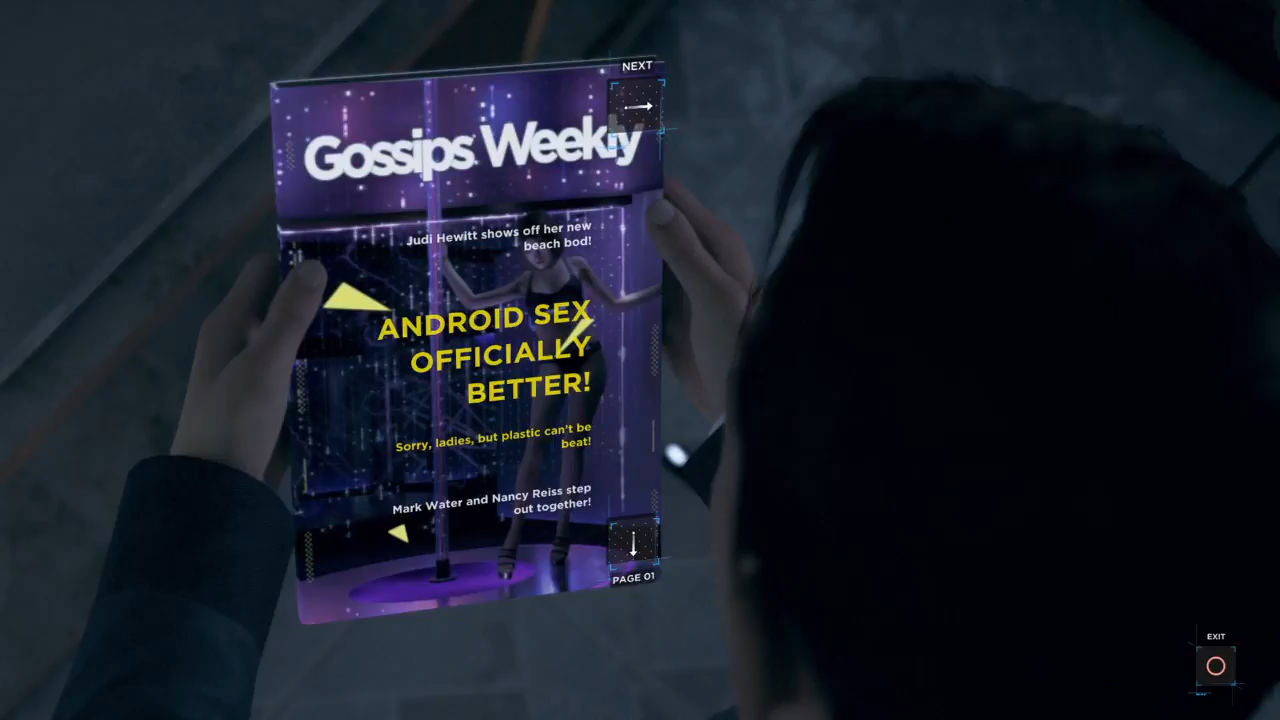 NEXT
Gossips Weekly
Judi Hewitt shows off her new
beach bod!
ANDROID SEX
OFFICIALLY
BETTER!
Sorry, ladies, but plastic can't be
beat!
Mark Water and Nancy Reiss step
out together!
PAGE 01
EXIT